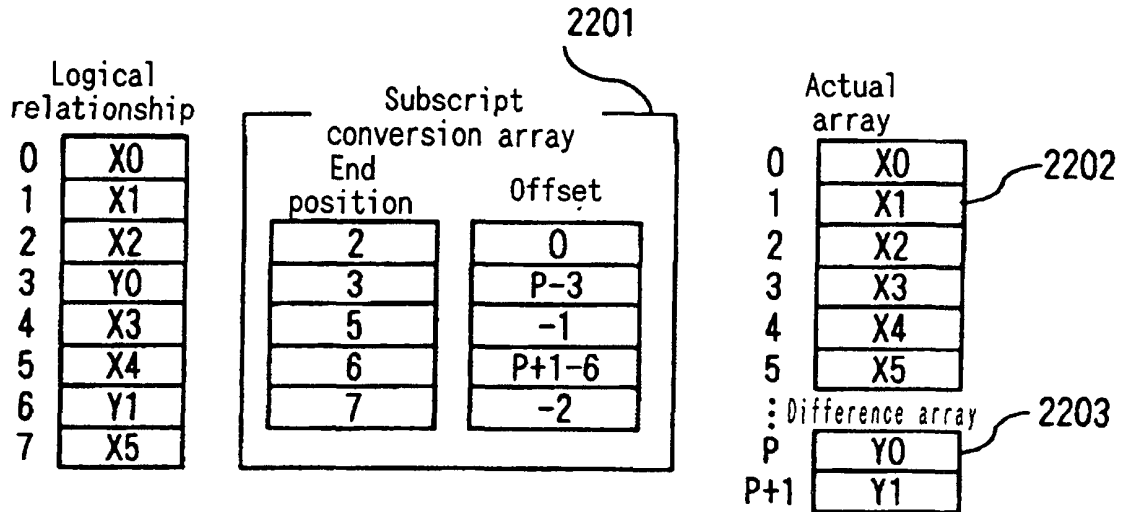 2201
Logical
relationship
0 X0
1 X1
2 X2
3 Y0
4 X3
5 X4
6 Y1
7 X5
Subscript
conversion array
End
position
Offset
2 0
3 P-3
5 -1
6 P+1-6
7 -2
Actual
array
0 X0
1 X1
2 X2
3 X3
4 X4
5 X5
2202
⋮ Difference array
2203
P Y0
P+1 Y1